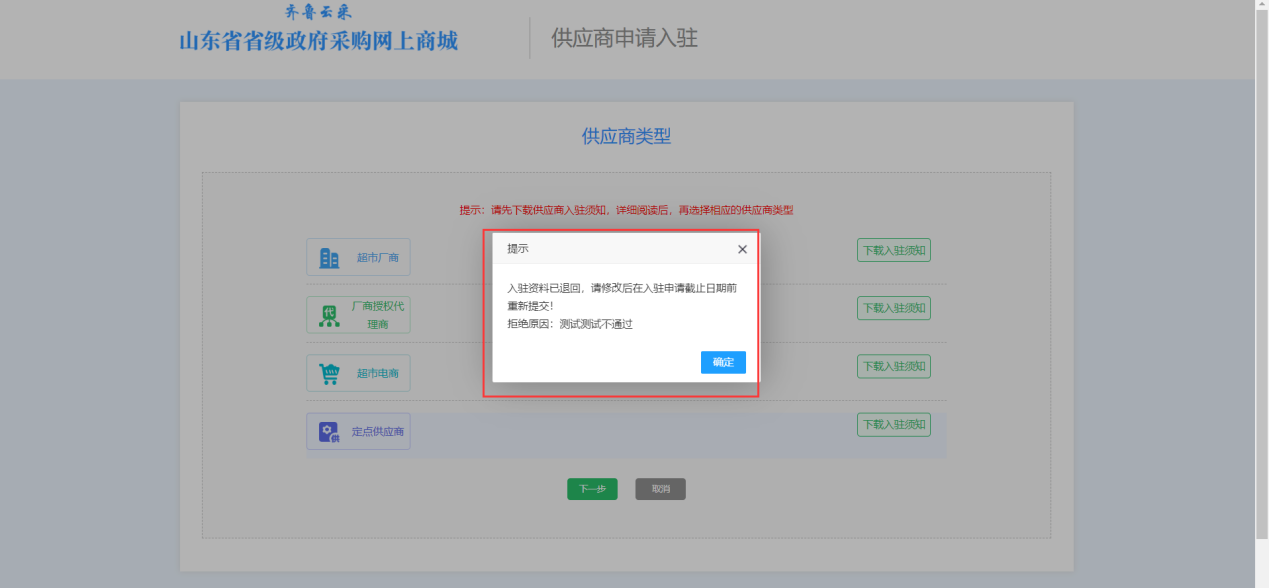 齐鲁云采
山东省省级政府采购网上商城
供应商申请入驻
供应商类型
提示：请先下载供应商入驻须知，详细阅读后，再选择相应的供应商类型
超市厂商
下载入驻须知
代
厂商授权代
理商
下载入驻须知
超市电商
下载入驻须知
供
定点供应商
下载入驻须知
提示
入驻资料已退回，请修改后在入驻申请截止日期前
重新提交！
拒绝原因：测试测试不通过
确定
下一步
取消